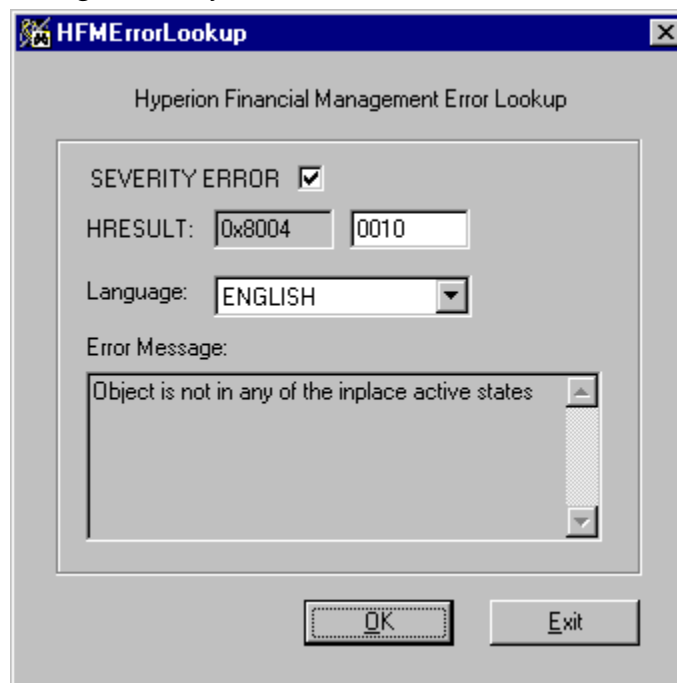 HFMErrorLookup
Hyperion Financial Management Error Lookup
SEVERITY ERROR
HRESULT: 0x8004 0010
Language: ENGLISH
Error Message:
Object is not in any of the inplace active states
OK Exit